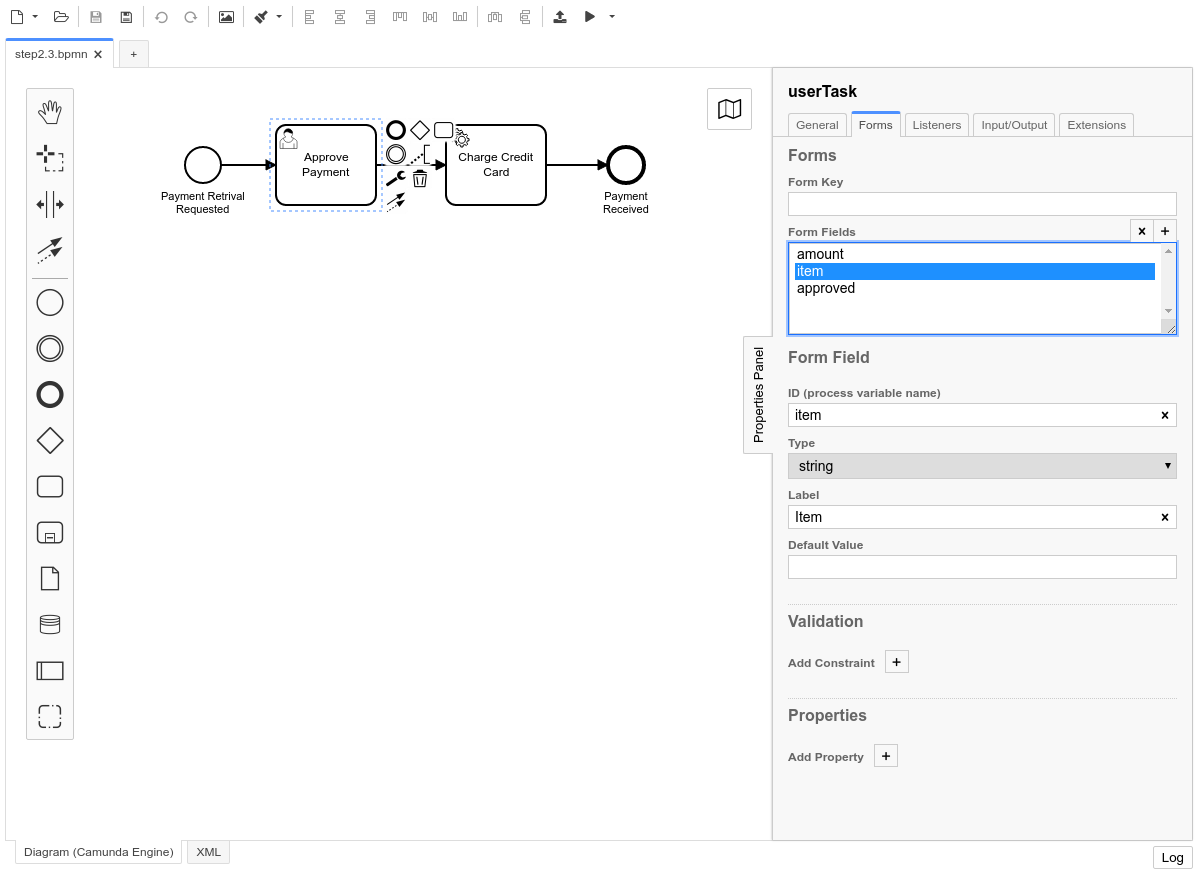 step2.3.bpmn ×
+
userTask
General Forms Listeners Input/Output Extensions
Forms
Form Key
Form Fields × +
amount
item
approved
Form Field
ID (process variable name)
item ×
Type
string
Label
Item ×
Default Value
Validation
Add Constraint +
Properties
Add Property +
Properties Panel
Approve
Payment
Charge Credit
Card
Payment Retrival
Requested
Payment
Received
Diagram (Camunda Engine) XML
Log